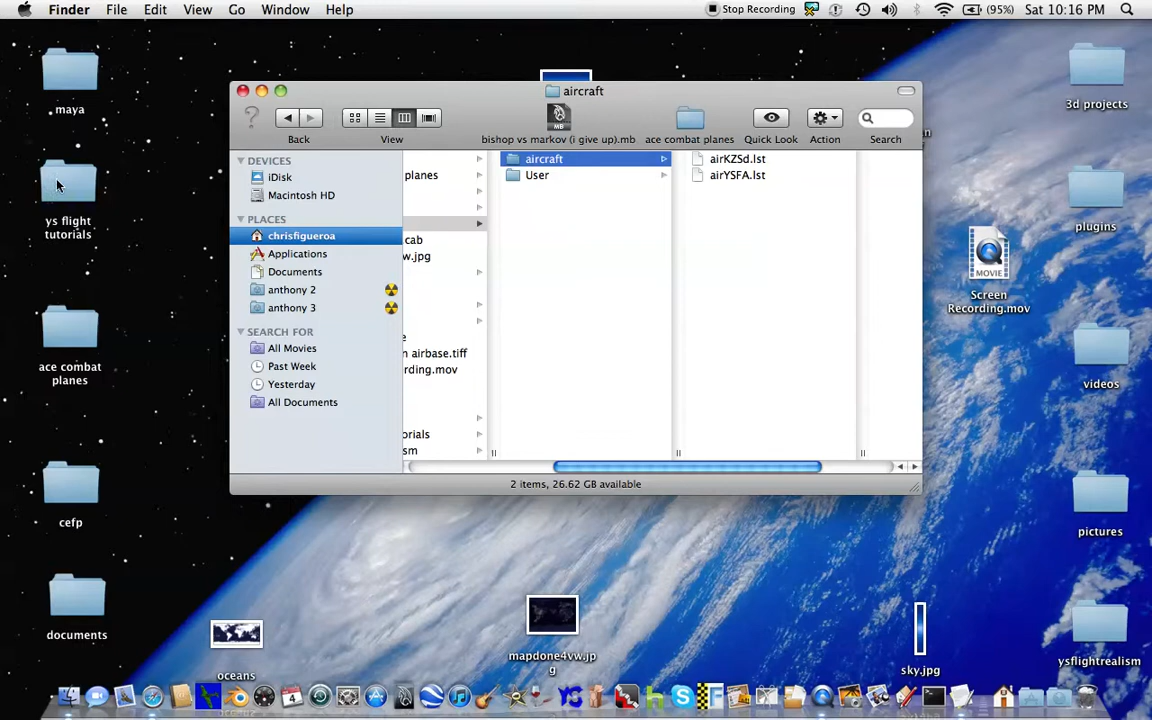 Finder File Edit View Go Window Help
Stop Recording (95%) Sat 10:16 PM
maya
ys flight
tutorials
ace combat
planes
cefp
documents
aircraft
Back View bishop vs markov (i give up).mb ace combat planes Quick Look Action Search
DEVICES
iDisk
Macintosh HD
PLACES
chrisfigueroa
Applications
Documents
anthony 2
anthony 3
SEARCH FOR
All Movies
Past Week
Yesterday
All Documents
planes
cab
w.jpg
e
n airbase.tiff
rding.mov
orials
sm
aircraft
User
airKZSd.lst
airYSFA.lst
2 items, 26.62 GB available
3d projects
plugins
MOVIE
Screen
Recording.mov
videos
pictures
ysflightrealism
oceans
mapdone4vw.jp
g
sky.jpg